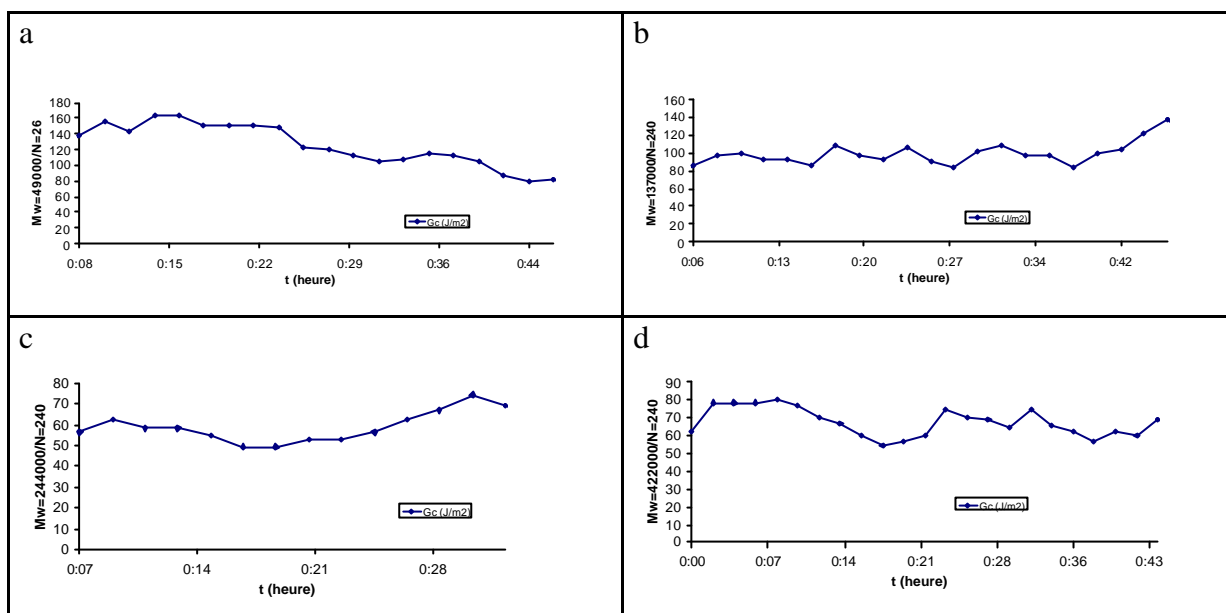 a
Mw=49000/N=26
180
160
140
120
100
80
60
40
20
0
Gc (J/m2)
0:08 0:15 0:22 0:29 0:36 0:44
t (heure)
b
Mw=137000/N=240
160
140
120
100
80
60
40
20
0
Gc (J/m2)
0:06 0:13 0:20 0:27 0:34 0:42
t (heure)
c
Mw=244000/N=240
80
70
60
50
40
30
20
10
0
Gc (J/m2)
0:07 0:14 0:21 0:28
t (heure)
d
Mw=422000/N=240
90
80
70
60
50
40
30
20
10
0
Gc (J/m2)
0:00 0:07 0:14 0:21 0:28 0:36 0:43
t (heure)